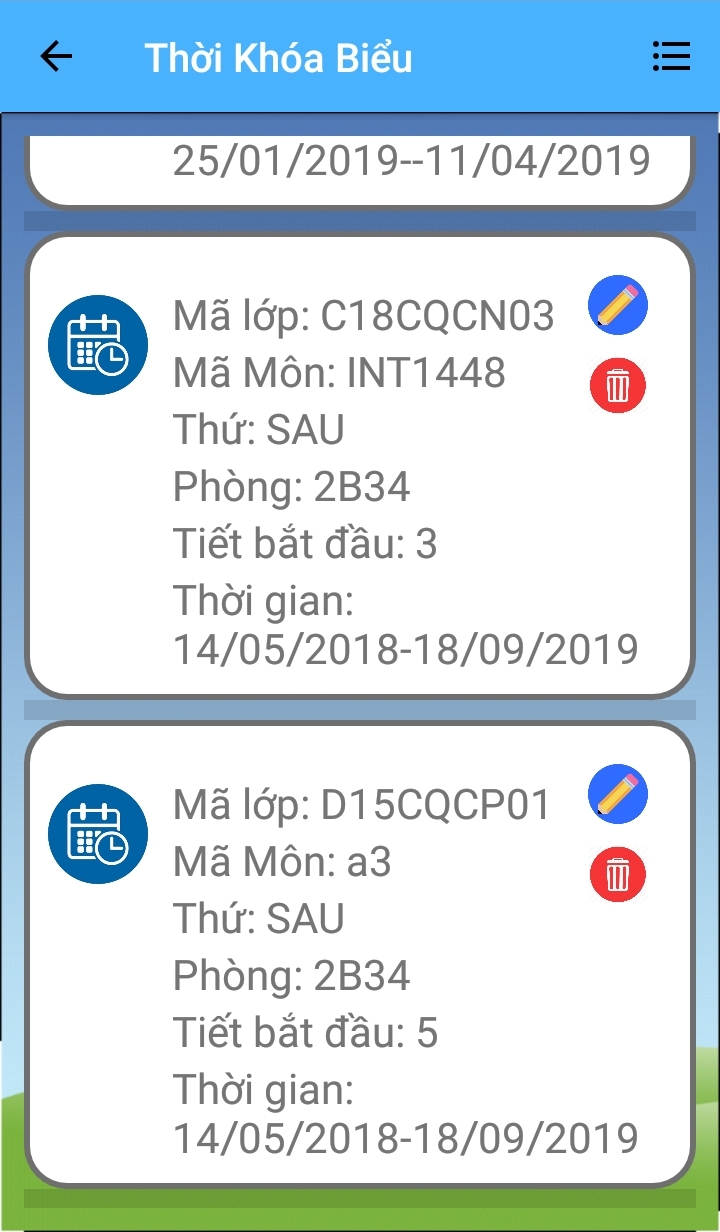 Thời Khóa Biểu
25/01/2019--11/04/2019
Mã lớp: C18CQCN03
Mã Môn: INT1448
Thứ: SAU
Phòng: 2B34
Tiết bắt đầu: 3
Thời gian:
14/05/2018-18/09/2019
Mã lớp: D15CQCP01
Mã Môn: a3
Thứ: SAU
Phòng: 2B34
Tiết bắt đầu: 5
Thời gian:
14/05/2018-18/09/2019